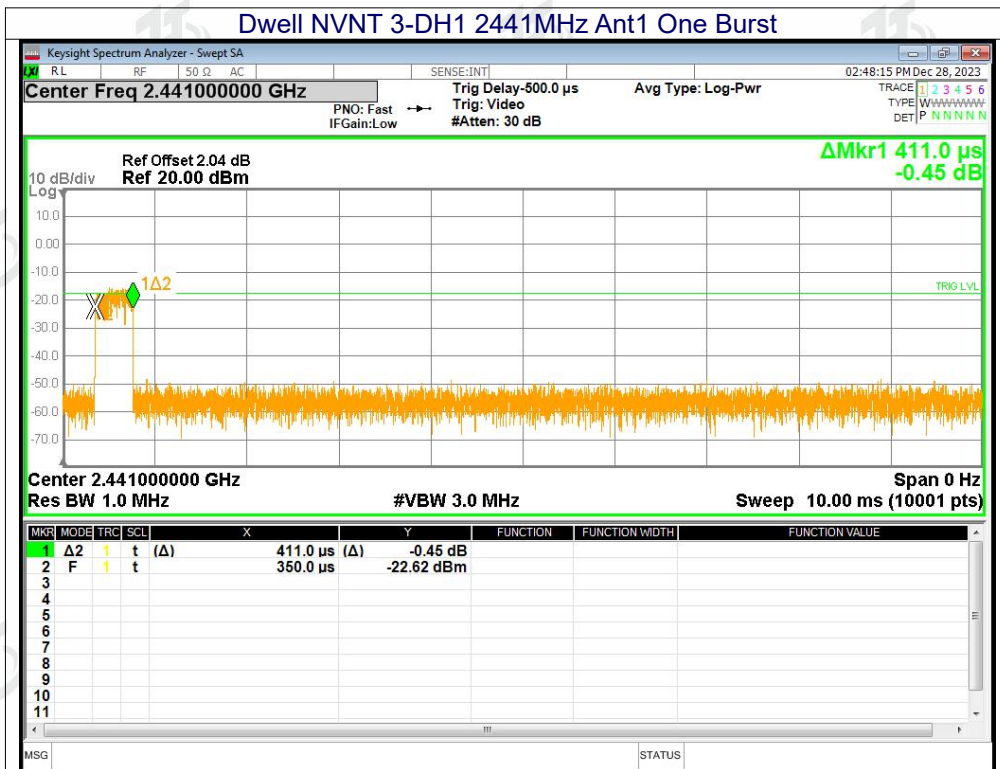 Dwell NVNT 3-DH1 2441MHz Ant1 One Burst
Keysight Spectrum Analyzer - Swept SA
LXI RL RF 50 Ω AC SENSE:INT 02:48:15 PM Dec 28, 2023
Center Freq 2.441000000 GHz Trig Delay-500.0 µs Avg Type: Log-Pwr TRACE 1 2 3 4 5 6
PNO: Fast Trig: Video TYPE WWWWWWW
IFGain:Low #Atten: 30 dB DET P N N N N N
ΔMkr1 411.0 µs
-0.45 dB
Ref Offset 2.04 dB
10 dB/div Ref 20.00 dBm
Log
10.0
0.00
-10.0
1Δ2
TRIG LVL
-20.0
-30.0
-40.0
-50.0
-60.0
-70.0
Center 2.441000000 GHz Span 0 Hz
Res BW 1.0 MHz #VBW 3.0 MHz Sweep 10.00 ms (10001 pts)
MKR MODE TRC SCL X Y FUNCTION FUNCTION WIDTH FUNCTION VALUE
1 Δ2 1 t (Δ) 411.0 µs (Δ) -0.45 dB
2 F 1 t 350.0 µs -22.62 dBm
3
4
5
6
7
8
9
10
11
MSG STATUS